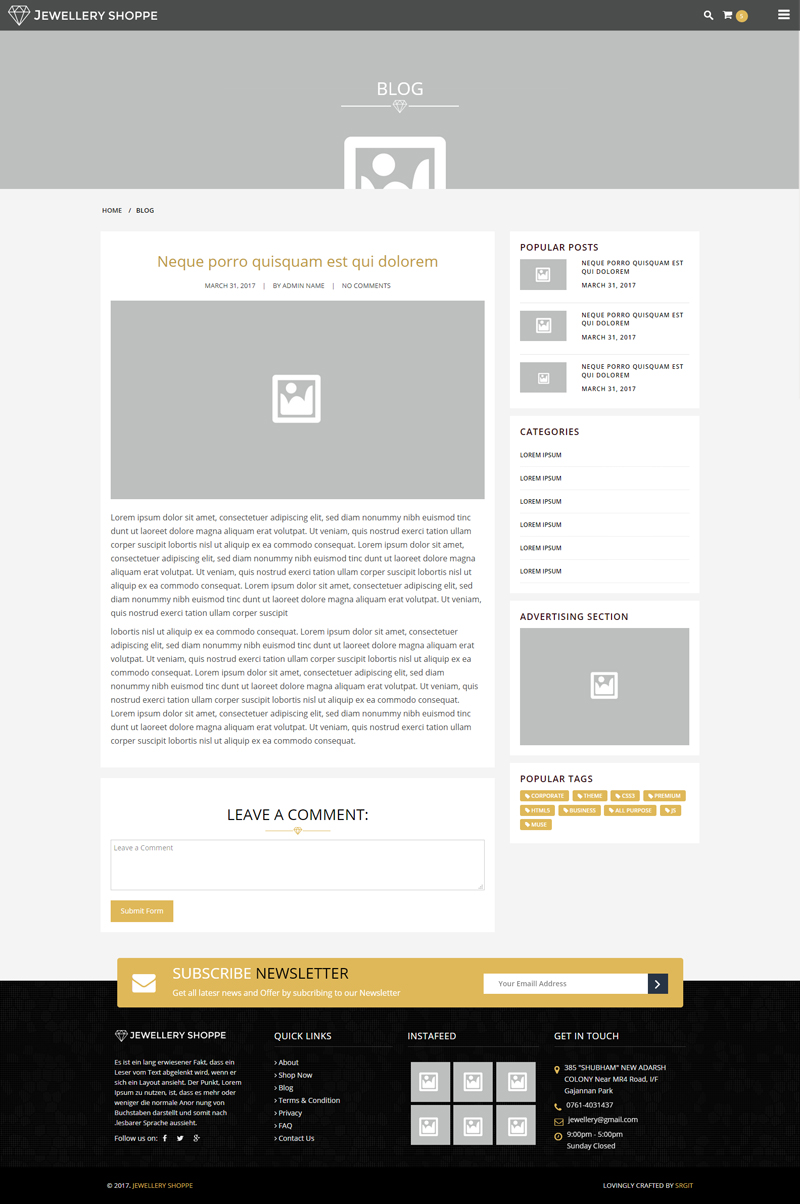 JEWELLERY SHOPPE
5
BLOG
HOME / BLOG
Neque porro quisquam est qui dolorem
MARCH 31, 2017 | BY ADMIN NAME | NO COMMENTS
Lorem ipsum dolor sit amet, consectetuer adipiscing elit, sed diam nonummy nibh euismod tinc
dunt ut laoreet dolore magna aliquam erat volutpat. Ut veniam, quis nostrud exerci tation ullam
corper suscipit lobortis nisl ut aliquip ex ea commodo consequat. Lorem ipsum dolor sit amet,
consectetuer adipiscing elit, sed diam nonummy nibh euismod tinc dunt ut laoreet dolore magna
aliquam erat volutpat. Ut veniam, quis nostrud exerci tation ullam corper suscipit lobortis nisl ut
aliquip ex ea commodo consequat. Lorem ipsum dolor sit amet, consectetuer adipiscing elit, sed
diam nonummy nibh euismod tinc dunt ut laoreet dolore magna aliquam erat volutpat. Ut veniam,
quis nostrud exerci tation ullam corper suscipit
lobortis nisl ut aliquip ex ea commodo consequat. Lorem ipsum dolor sit amet, consectetuer
adipiscing elit, sed diam nonummy nibh euismod tinc dunt ut laoreet dolore magna aliquam erat
volutpat. Ut veniam, quis nostrud exerci tation ullam corper suscipit lobortis nisl ut aliquip ex ea
commodo consequat. Lorem ipsum dolor sit amet, consectetuer adipiscing elit, sed diam
nonummy nibh euismod tinc dunt ut laoreet dolore magna aliquam erat volutpat. Ut veniam, quis
nostrud exerci tation ullam corper suscipit lobortis nisl ut aliquip ex ea commodo consequat.
Lorem ipsum dolor sit amet, consectetuer adipiscing elit, sed diam nonummy nibh euismod tinc
dunt ut laoreet dolore magna aliquam erat volutpat. Ut veniam, quis nostrud exerci tation ullam
corper suscipit lobortis nisl ut aliquip ex ea commodo consequat.
LEAVE A COMMENT:
Leave a Comment
Submit Form
POPULAR POSTS
NEQUE PORRO QUISQUAM EST
QUI DOLOREM
MARCH 31, 2017
NEQUE PORRO QUISQUAM EST
QUI DOLOREM
MARCH 31, 2017
NEQUE PORRO QUISQUAM EST
QUI DOLOREM
MARCH 31, 2017
CATEGORIES
LOREM IPSUM
LOREM IPSUM
LOREM IPSUM
LOREM IPSUM
LOREM IPSUM
LOREM IPSUM
ADVERTISING SECTION
POPULAR TAGS
CORPORATE THEME CSS3 PREMIUM
HTML5 BUSINESS ALL PURPOSE JS
MUSE
SUBSCRIBE NEWSLETTER
Get all latesr news and Offer by subcribing to our Newsletter
Your Emaill Address
JEWELLERY SHOPPE
Es ist ein lang erwiesener Fakt, dass ein
Leser vom Text abgelenkt wird, wenn er
sich ein Layout ansieht. Der Punkt, Lorem
Ipsum zu nutzen, ist, dass es mehr oder
weniger die normale Anor nung von
Buchstaben darstellt und somit nach
.lesbarer Sprache aussieht.
Follow us on:
QUICK LINKS
About
Shop Now
Blog
Terms & Condition
Privacy
FAQ
Contact Us
INSTAFEED
GET IN TOUCH
385 "SHUBHAM" NEW ADARSH
COLONY Near MR4 Road, I/F
Gajannan Park
0761-4031437
jewellery@gmail.com
9:00pm - 5:00pm
Sunday Closed
© 2017. JEWELLERY SHOPPE
LOVINGLY CRAFTED BY SRGIT